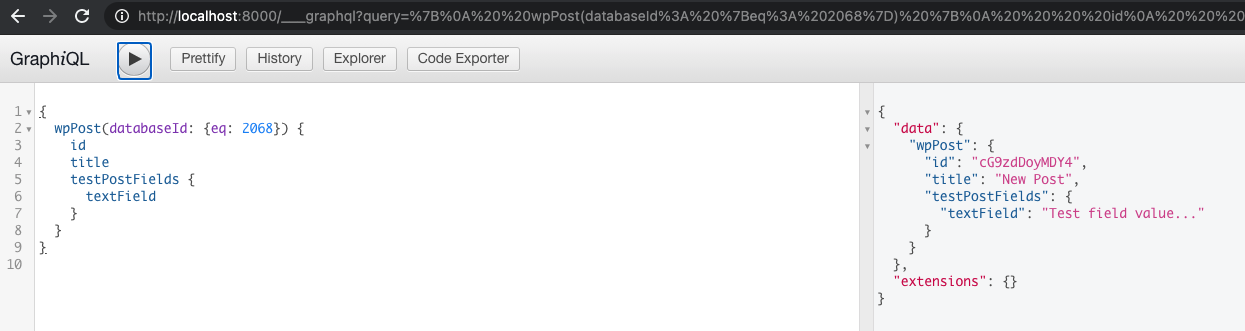 http://localhost:8000/___graphql?query=%7B%0A%20%20wpPost(databaseId%3A%20%7Beq%3A%202068%7D)%20%7B%0A%20%20%20%20id%0A%20%20%20
GraphiQL Prettify History Explorer Code Exporter
1 {
2 wpPost(databaseId: {eq: 2068}) {
3 id
4 title
5 testPostFields {
6 textField
7 }
8 }
9 }
10
{
"data": {
"wpPost": {
"id": "cG9zdDoyMDY4",
"title": "New Post",
"testPostFields": {
"textField": "Test field value..."
}
}
},
"extensions": {}
}